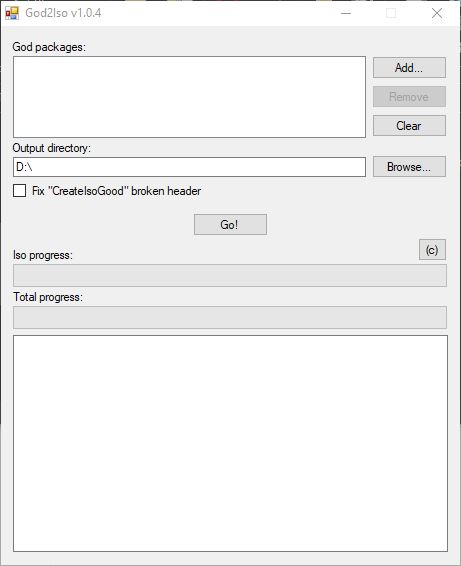 God2Iso v1.0.4
God packages:
Add...
Remove
Clear
Output directory:
D:\
Browse...
Fix "CreateIsoGood" broken header
Go!
(c)
Iso progress:
Total progress: